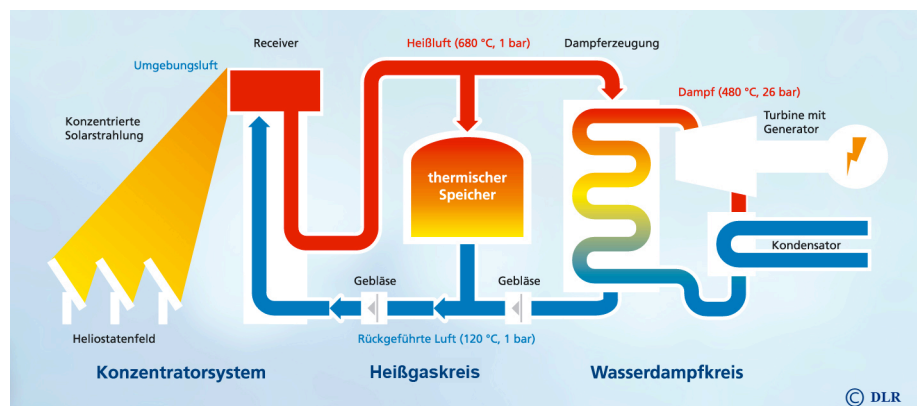 Receiver
Heißluft (680 °C, 1 bar)
Dampferzeugung
Umgebungsluft
Dampf (480 °C, 26 bar)
Konzentrierte
Solarstrahlung
Turbine mit
Generator
thermischer
Speicher
Kondensator
Gebläse
Gebläse
Heliostatenfeld
Rückgeführte Luft (120 °C, 1 bar)
Konzentratorsystem
Heißgaskreis
Wasserdampfkreis
© DLR